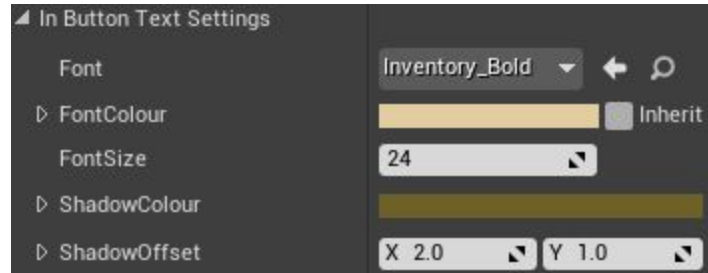 In Button Text Settings
Font Inventory_Bold
FontColour Inherit
FontSize 24
ShadowColour
ShadowOffset X 2.0 Y 1.0